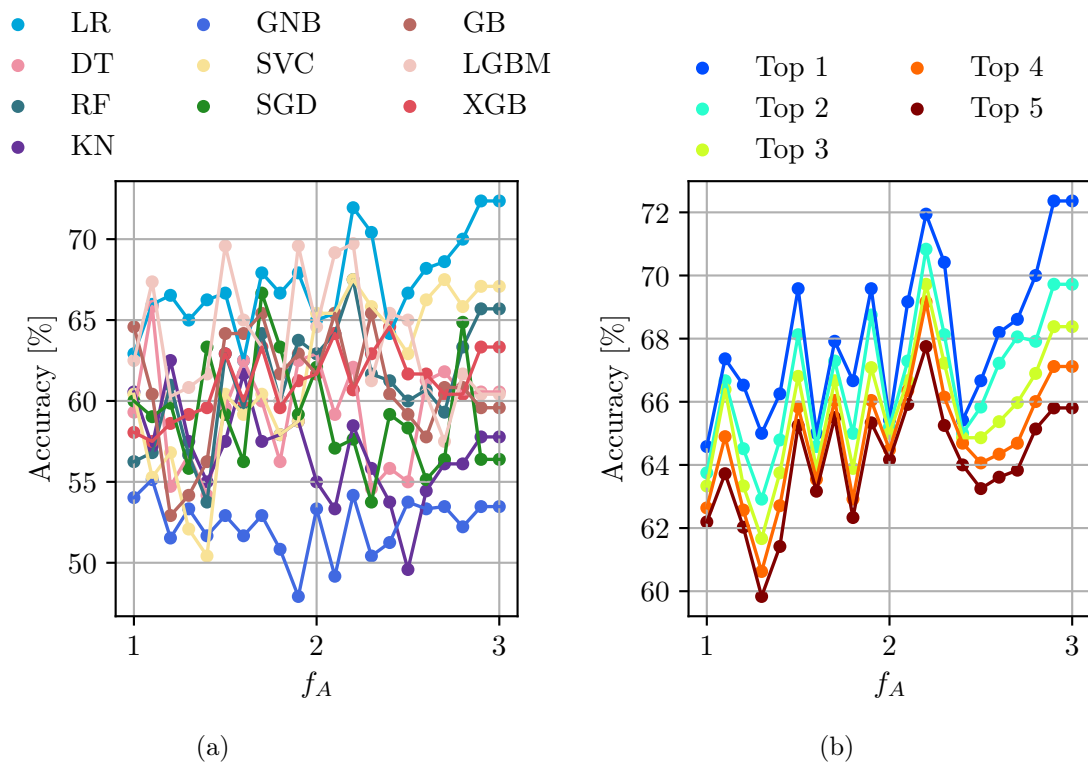 LR GNB GB
DT SVC LGBM
RF SGD XGB
KN
Top 1 Top 4
Top 2 Top 5
Top 3
Accuracy [%]
70
65
60
55
50
1 2 3
f_A
(a)
Accuracy [%]
72
70
68
66
64
62
60
1 2 3
f_A
(b)